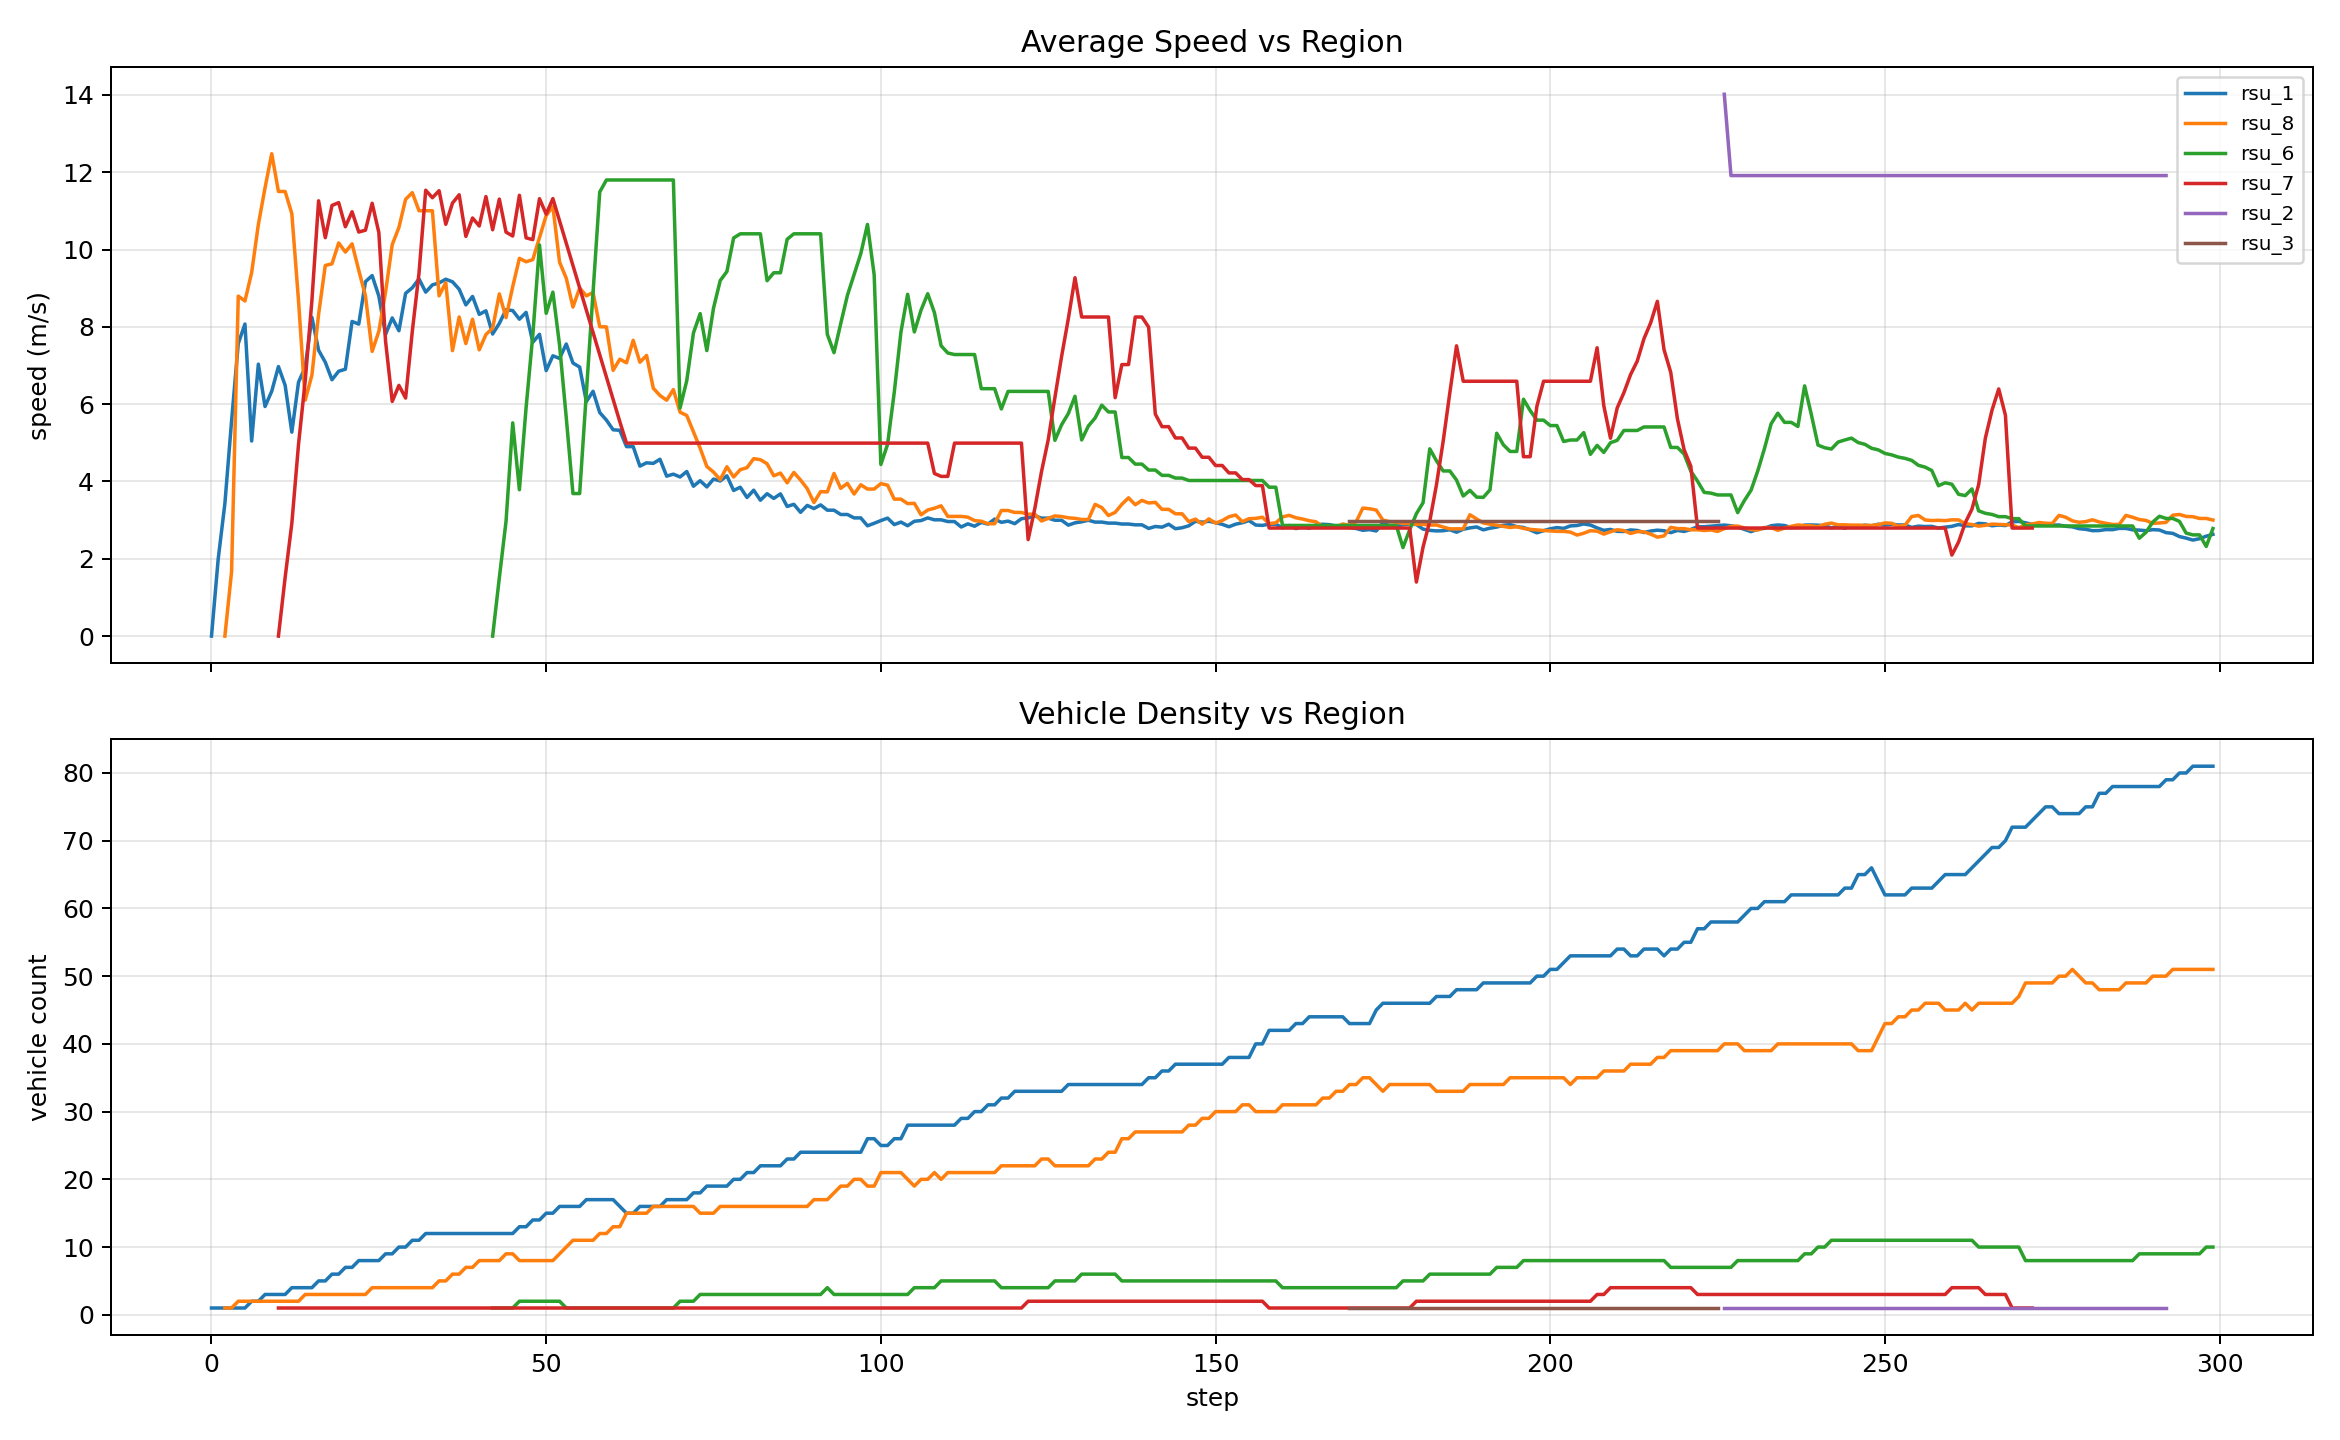 Average Speed vs Region
14
12
10
8
6
4
2
0
speed (m/s)
rsu_1
rsu_8
rsu_6
rsu_7
rsu_2
rsu_3
Vehicle Density vs Region
80
70
60
50
40
30
20
10
0
vehicle count
0 50 100 150 200 250 300
step